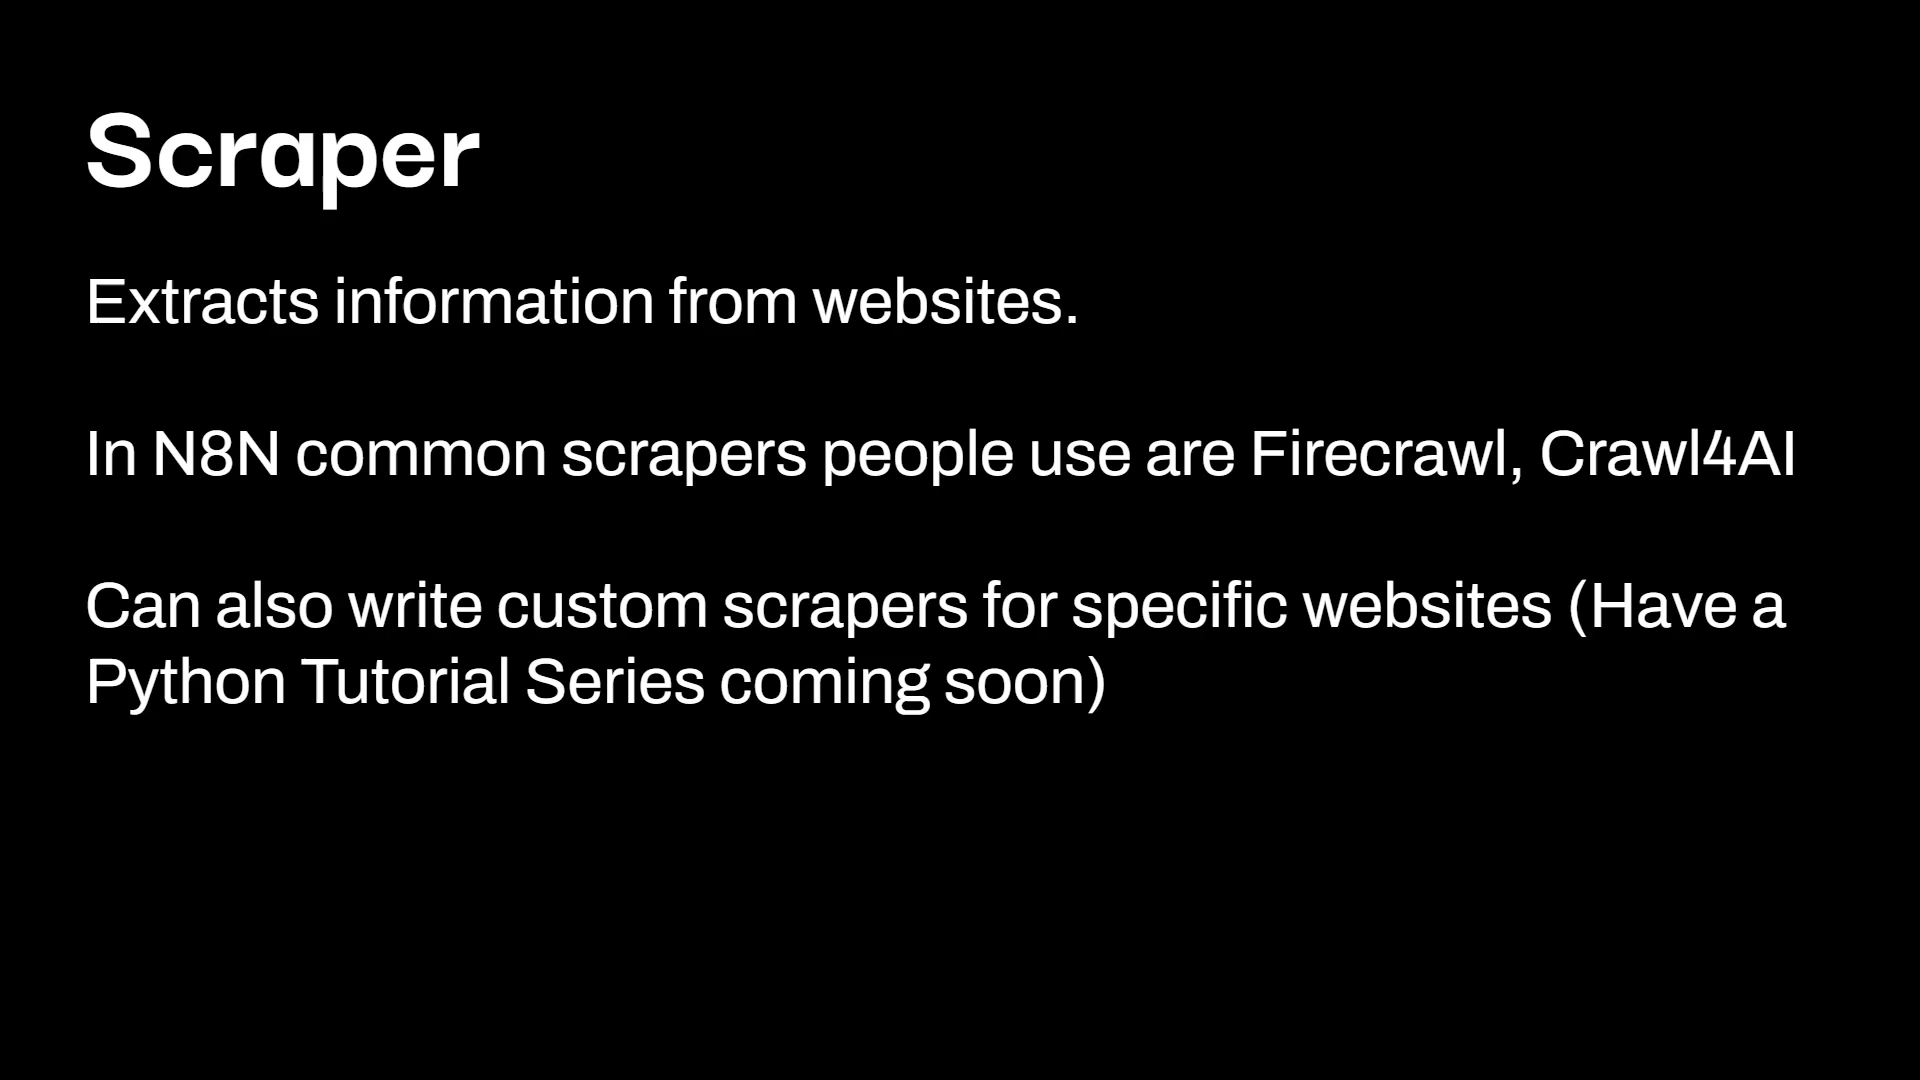 Scraper
Extracts information from websites.
In N8N common scrapers people use are Firecrawl, Crawl4AI
Can also write custom scrapers for specific websites (Have a
Python Tutorial Series coming soon)